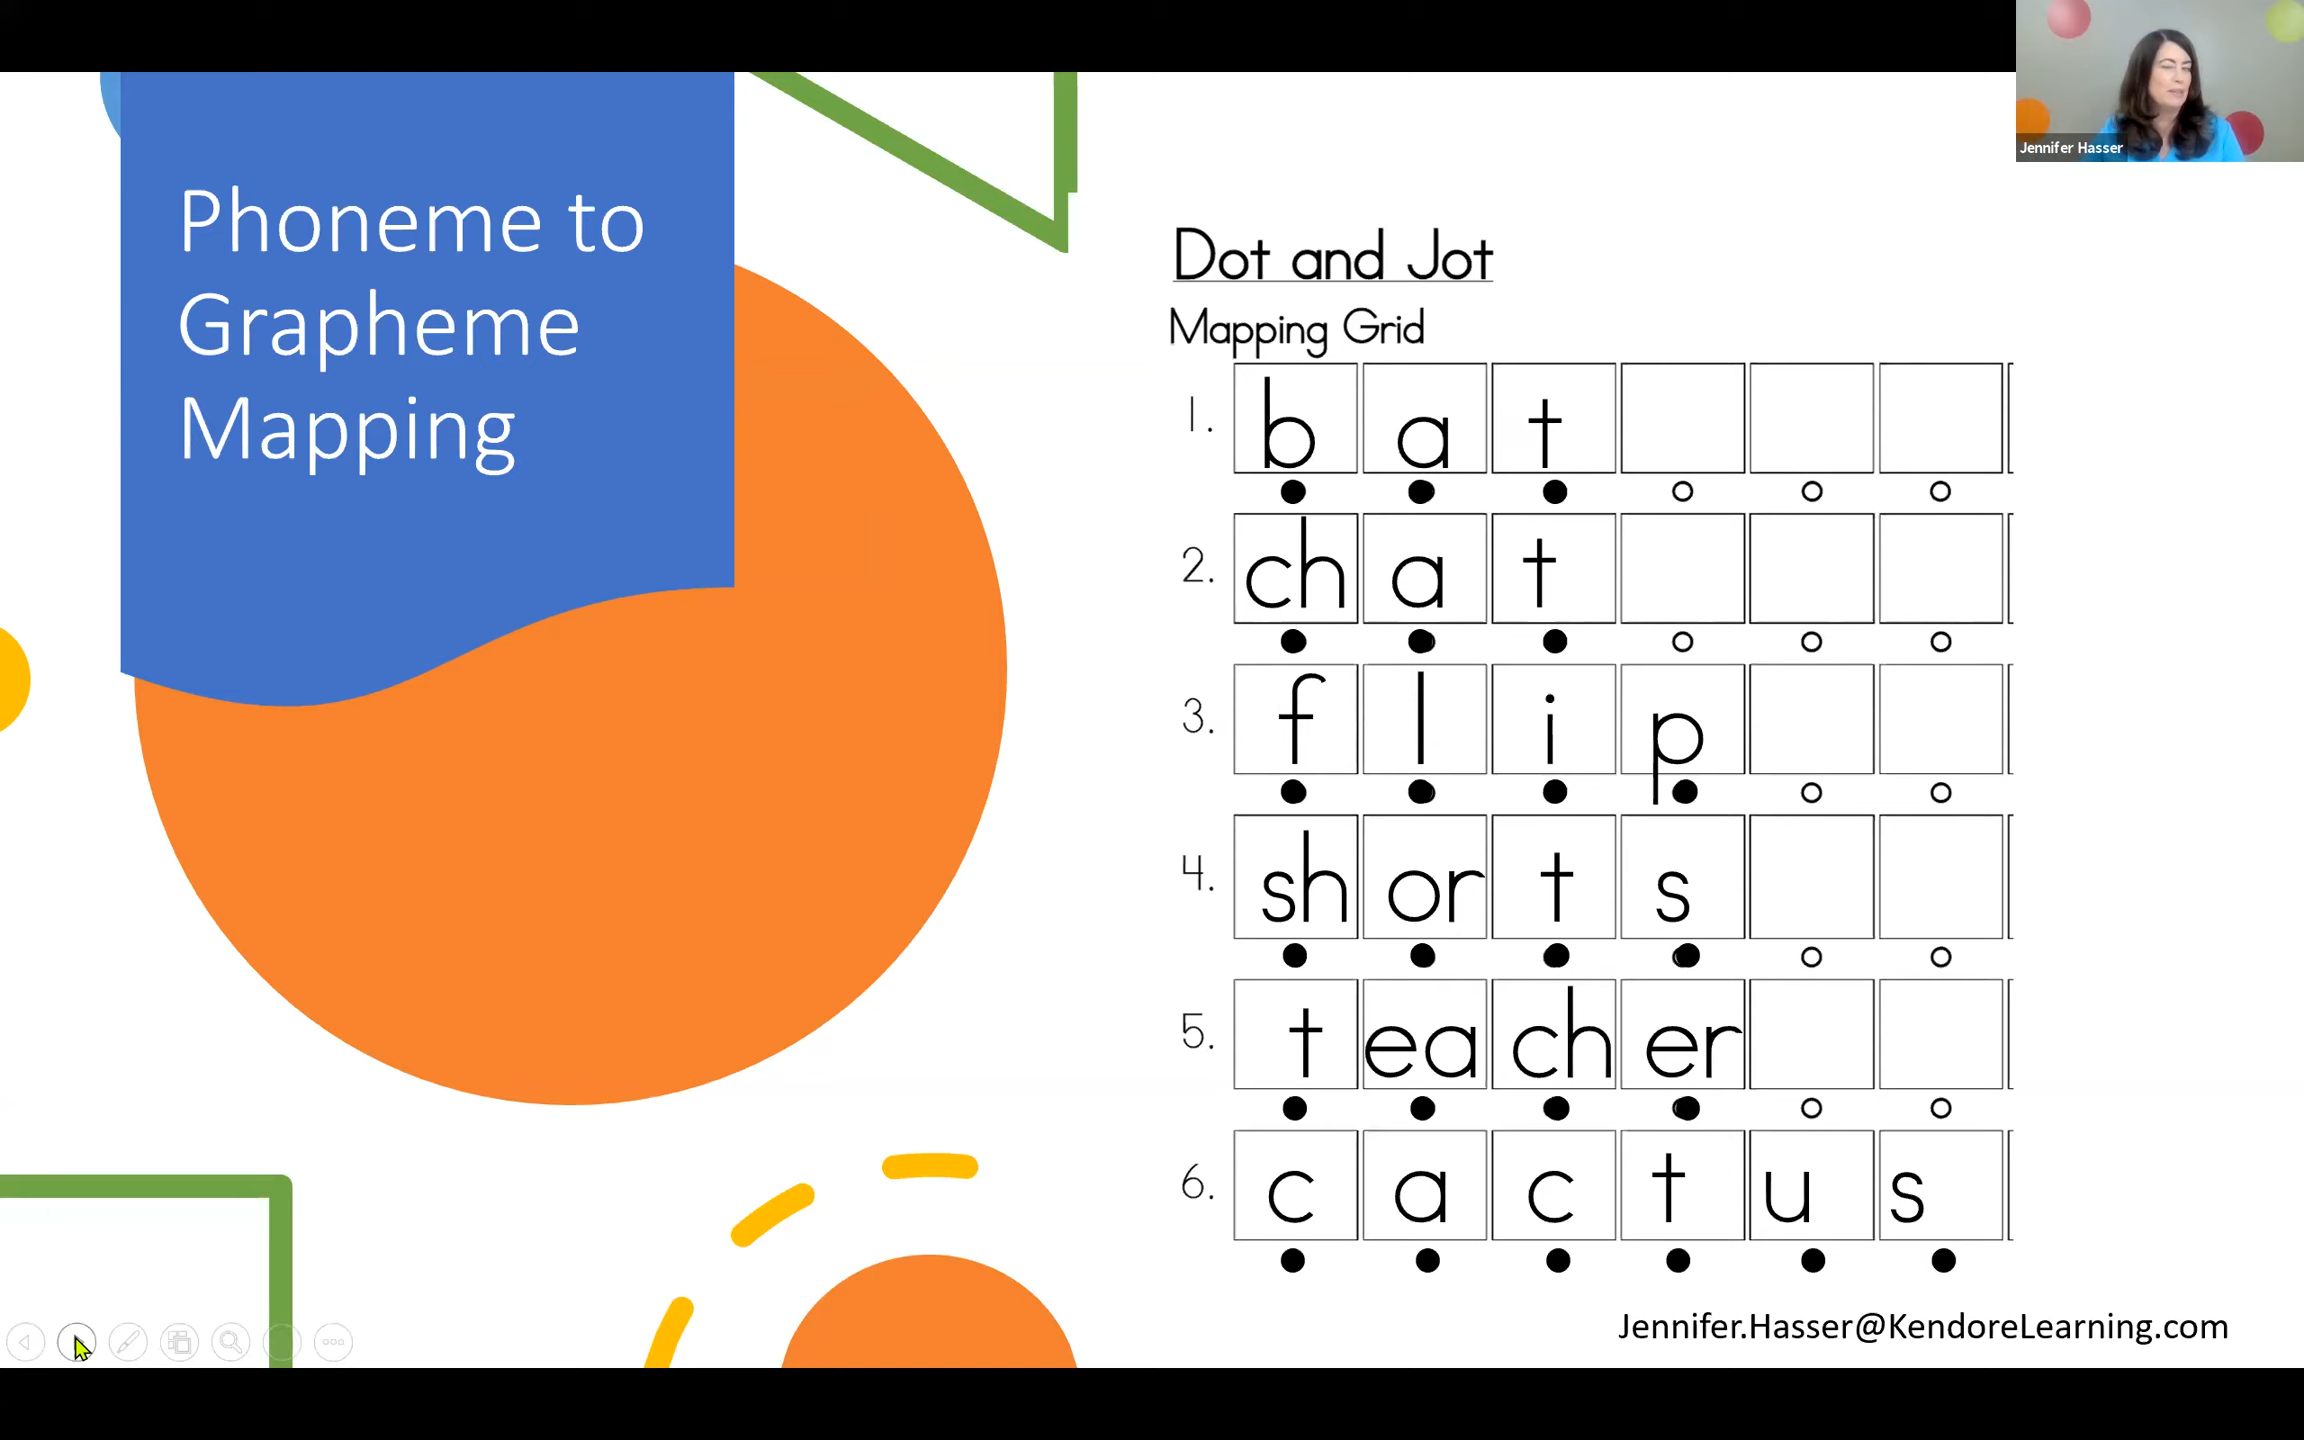 Phoneme to
Grapheme
Mapping
Jennifer Hasser
Dot and Jot
Mapping Grid
1. b a t
2. ch a t
3. f l i p
4. sh or t s
5. t ea ch er
6. c a c t u s
Jennifer.Hasser@KendoreLearning.com